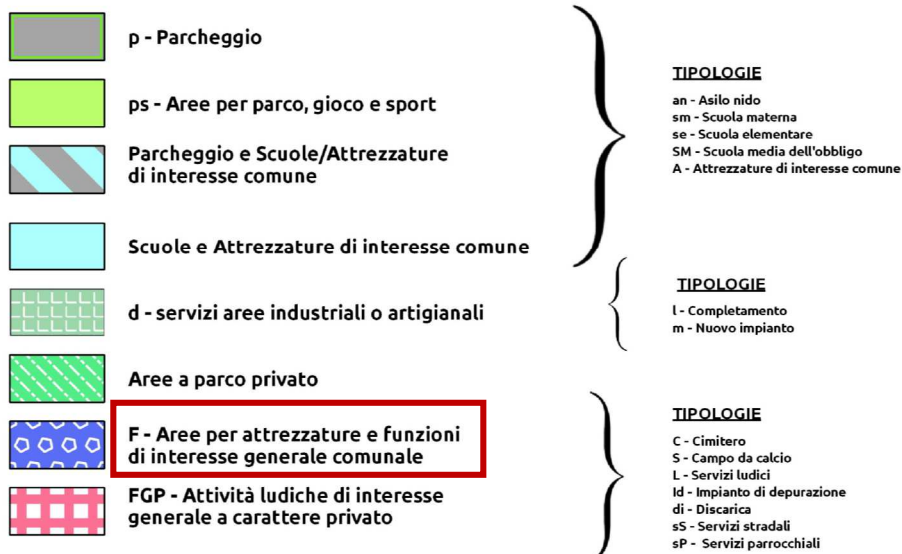 p - Parcheggio
ps - Aree per parco, gioco e sport
Parcheggio e Scuole/Attrezzature
di interesse comune
Scuole e Attrezzature di interesse comune
d - servizi aree industriali o artigianali
Aree a parco privato
F - Aree per attrezzature e funzioni
di interesse generale comunale
FGP - Attività ludiche di interesse
generale a carattere privato
TIPOLOGIE
an - Asilo nido
sm - Scuola materna
se - Scuola elementare
SM - Scuola media dell'obbligo
A - Attrezzature di interesse comune
TIPOLOGIE
l - Completamento
m - Nuovo impianto
TIPOLOGIE
C - Cimitero
S - Campo da calcio
L - Servizi ludici
Id - Impianto di depurazione
di - Discarica
sS - Servizi stradali
sP - Servizi parrocchiali